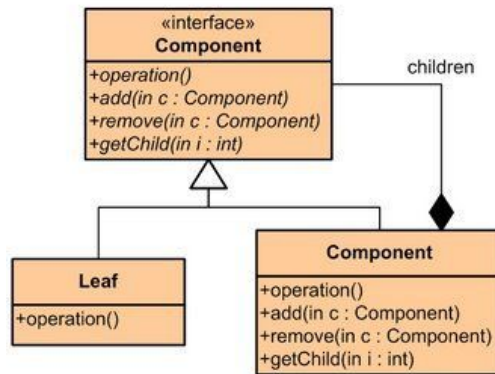 «interface»
Component
+operation()
+add(in c : Component)
+remove(in c : Component)
+getChild(in i : int)
children
Leaf
+operation()
Component
+operation()
+add(in c : Component)
+remove(in c : Component)
+getChild(in i : int)